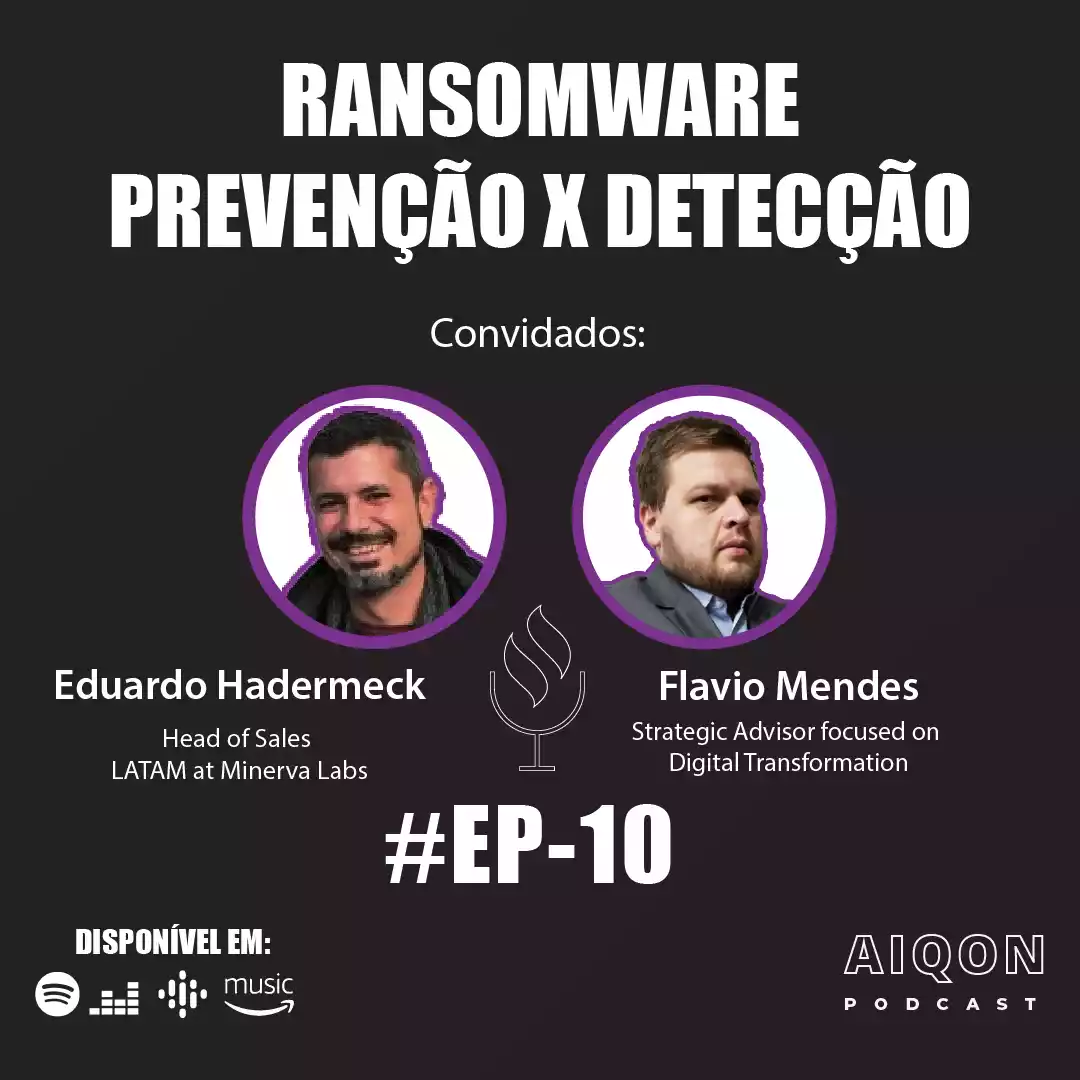 RANSOMWARE
PREVENÇÃO X DETECÇÃO
Convidados:
Eduardo Hadermeck
Head of Sales
LATAM at Minerva Labs
Flavio Mendes
Strategic Advisor focused on
Digital Transformation
#EP-10
DISPONÍVEL EM:
music
AIQON
PODCAST